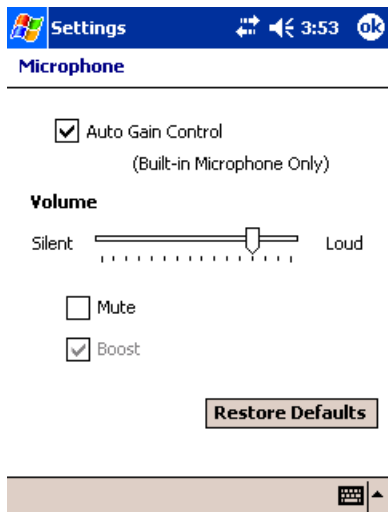 Settings 3:53 ok
Microphone
Auto Gain Control
(Built-in Microphone Only)
Volume
Silent Loud
Mute
Boost
Restore Defaults